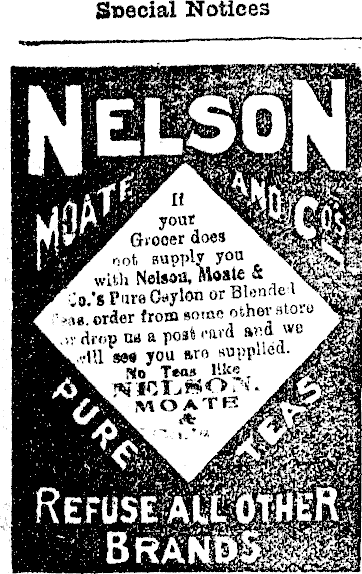 Special Notices
NELSON
MOATE AND CO'S
If
your
Grocer does
not supply you
with Nelson, Moate &
Co.'s Pure Ceylon or Blended
Teas, order from some other store
or drop us a post card and we
will see you are supplied.
No Teas like
NELSON,
MOATE
&
CO.'s
PURE TEAS
REFUSE ALL OTHER
BRANDS